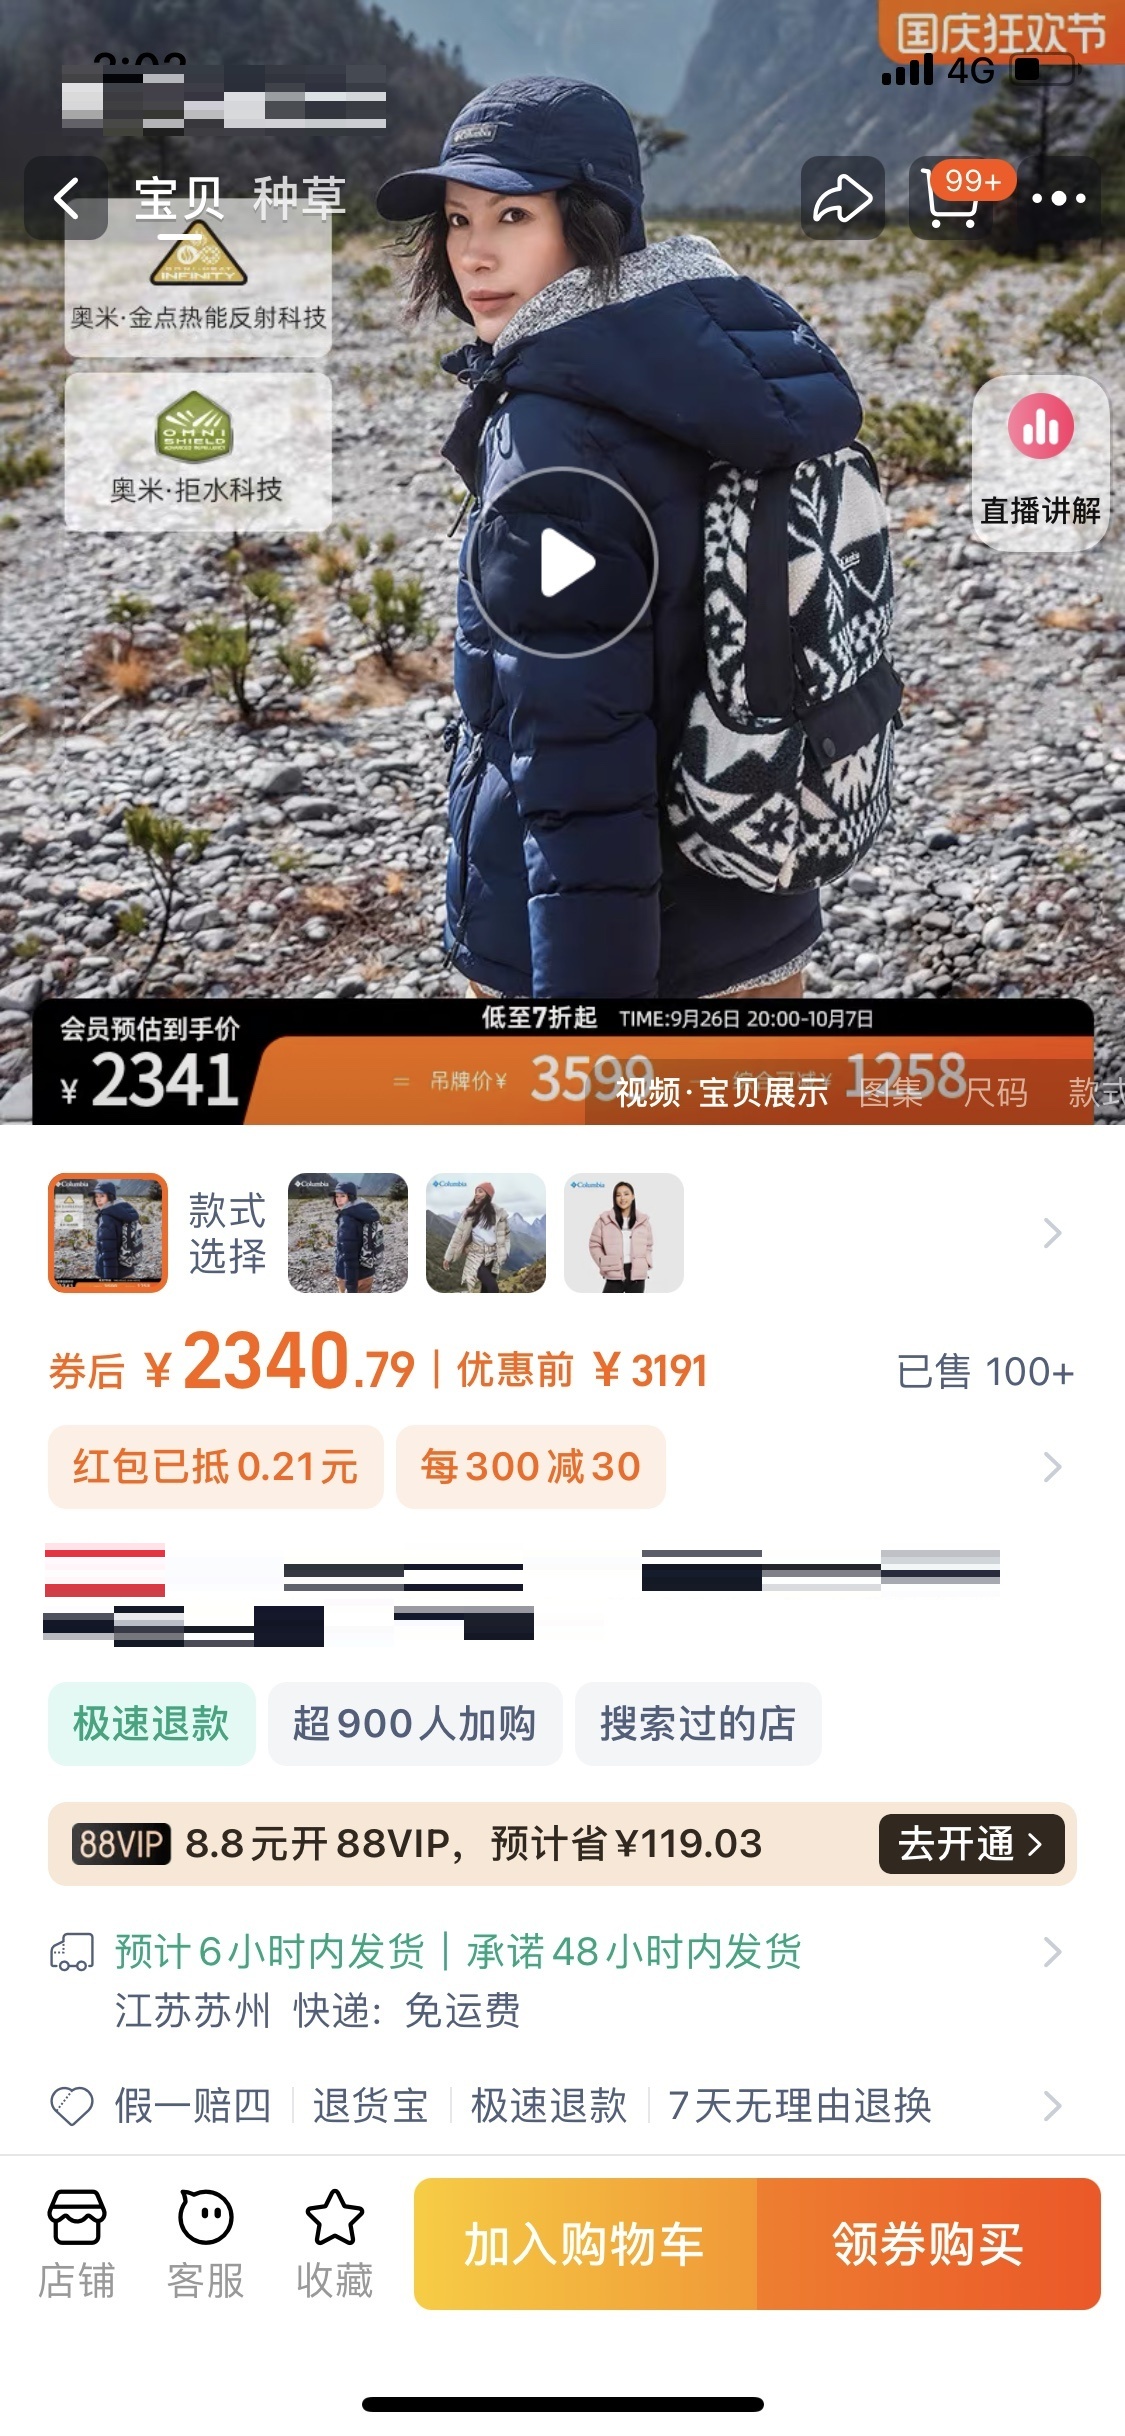 国庆狂欢节
4G
宝贝 种草
99+
INFINITY
奥米·金点热能反射科技
OMNI
SHIELD
奥米·拒水科技
Columbia
直播讲解
会员预估到手价
¥ 2341
低至7折起 TIME:9月26日 20:00-10月7日
= 吊牌价¥ 3599 1258
视频·宝贝展示 图集 尺码 款式
款式
选择
Columbia
Columbia
Columbia
Columbia
券后 ¥2340.79 | 优惠前 ¥3191
已售 100+
红包已抵0.21元
每300减30
极速退款
超900人加购
搜索过的店
88VIP 8.8元开88VIP，预计省¥119.03
去开通
预计6小时内发货 | 承诺48小时内发货
江苏苏州 快递: 免运费
假一赔四 退货宝 极速退款 7天无理由退换
店铺
客服
收藏
加入购物车
领券购买